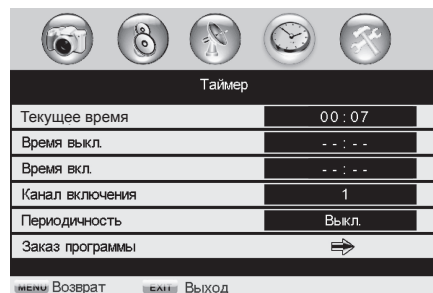 Таймер
Текущее время 00:07
Время выкл. --:--
Время вкл. --:--
Канал включения 1
Периодичность Выкл.
Заказ программы
MENU Возврат EXIT Выход